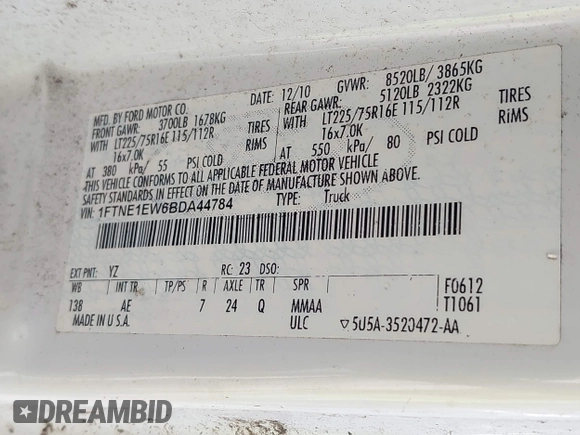 MFD. BY FORD MOTOR CO. DATE: 12/10 GVWR: 8520LB/ 3865KG
FRONT GAWR: 3700LB 1678KG REAR GAWR: 5120LB 2322KG
WITH LT225/75R16E 115/112R TIRES WITH LT225/75R16E 115/112R TIRES
16x7.0K RIMS 16x7.0K RIMS
AT 380 kPa/ 55 PSI COLD AT 550 kPa/ 80 PSI COLD
THIS VEHICLE CONFORMS TO ALL APPLICABLE FEDERAL MOTOR VEHICLE
SAFETY STANDARDS IN EFFECT ON THE DATE OF MANUFACTURE SHOWN ABOVE.
VIN: 1FTNE1EW6BDA44784 TYPE: Truck
EXT PNT: YZ RC: 23 DSO:
WB TP/PS R AXLE TR SPR F0612
138 AE 7 24 Q MMAA T1061
MADE IN U.S.A. ULC ▽5U5A-3520472-AA
DREAMBID